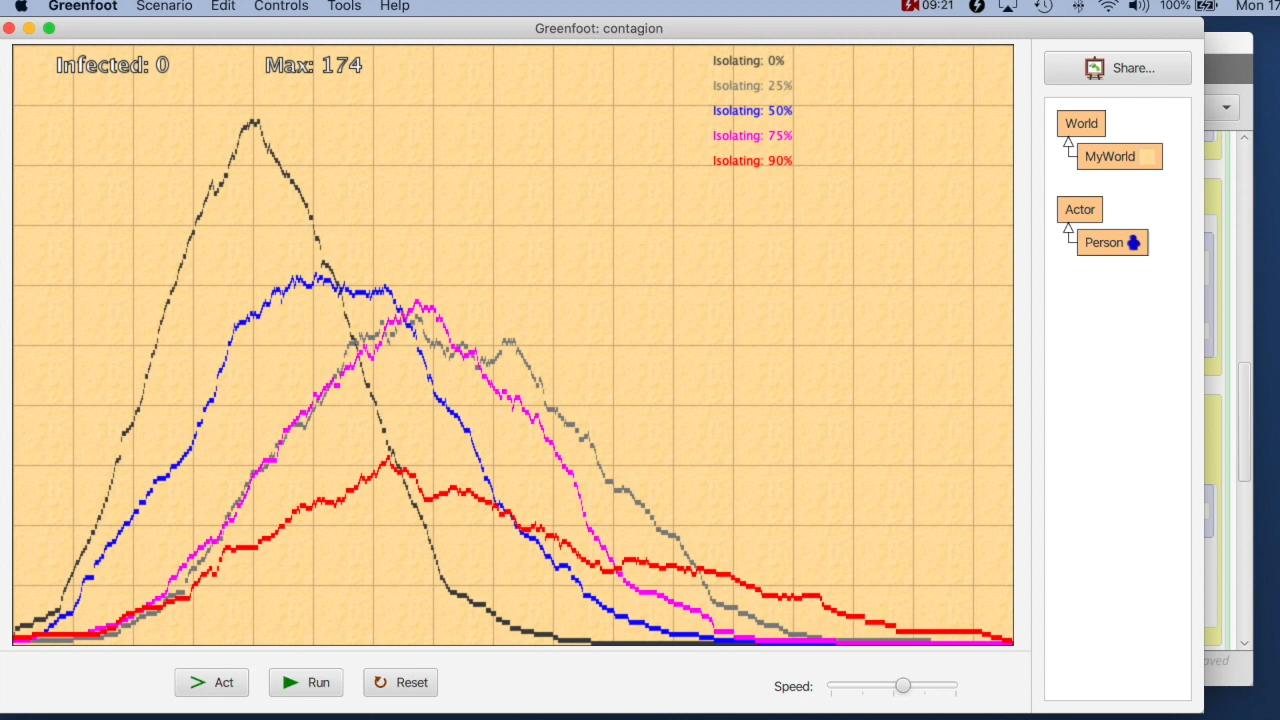 Greenfoot Scenario Edit Controls Tools Help 09:21 100% Mon 17
Greenfoot: contagion
Infected: 0 Max: 174
Isolating: 0%
Isolating: 25%
Isolating: 50%
Isolating: 75%
Isolating: 90%
Share...
World
MyWorld
Actor
Person
Act Run Reset
Speed: